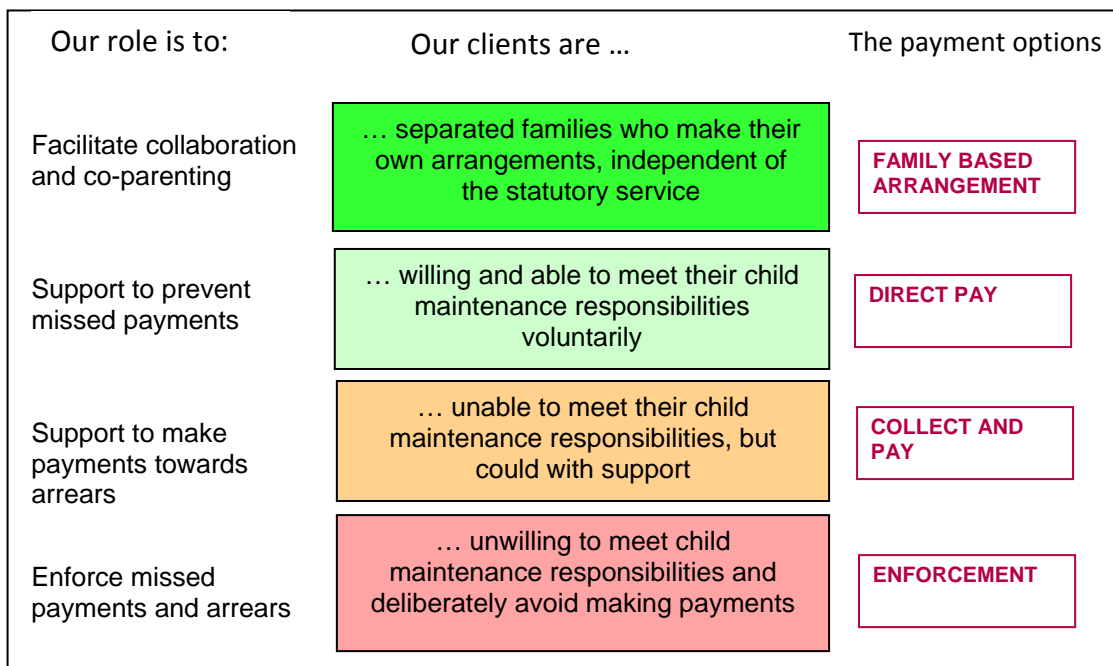 Our role is to:
Our clients are …
The payment options
Facilitate collaboration
and co-parenting
… separated families who make their
own arrangements, independent of
the statutory service
FAMILY BASED
ARRANGEMENT
Support to prevent
missed payments
… willing and able to meet their child
maintenance responsibilities
voluntarily
DIRECT PAY
Support to make
payments towards
arrears
… unable to meet their child
maintenance responsibilities, but
could with support
COLLECT AND
PAY
Enforce missed
payments and arrears
… unwilling to meet child
maintenance responsibilities and
deliberately avoid making payments
ENFORCEMENT